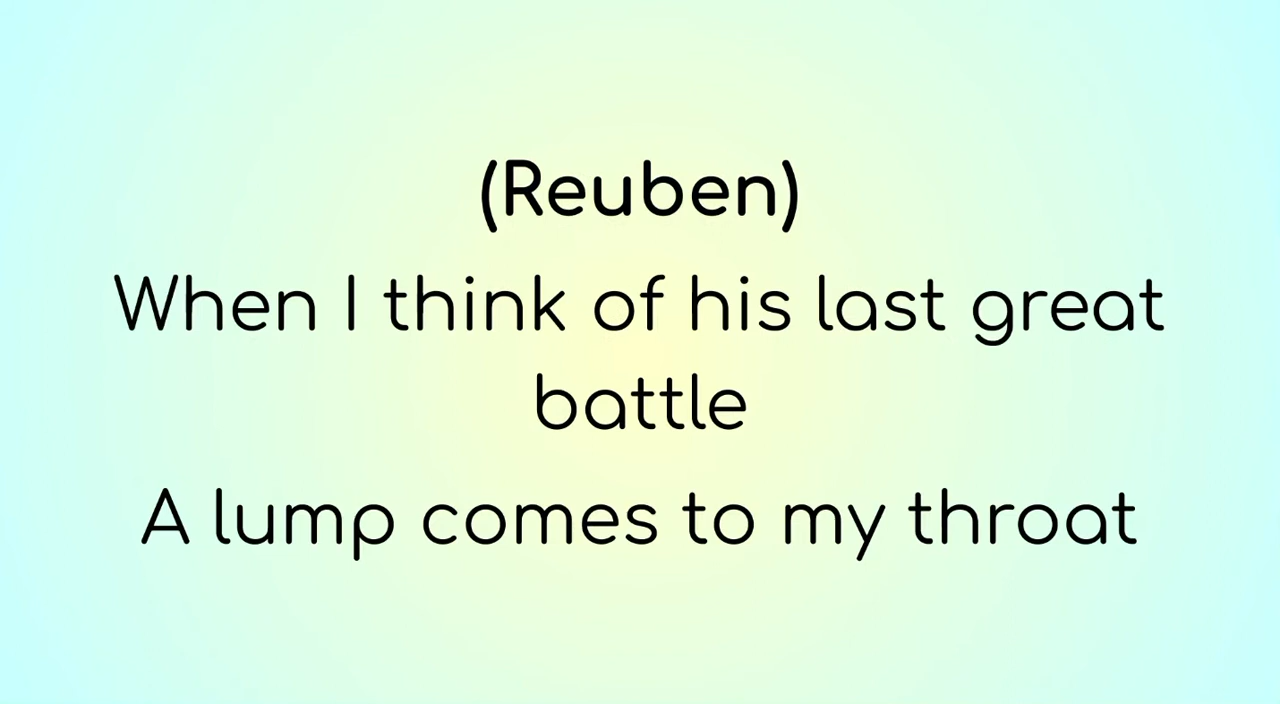 (Reuben)
When I think of his last great
battle
A lump comes to my throat